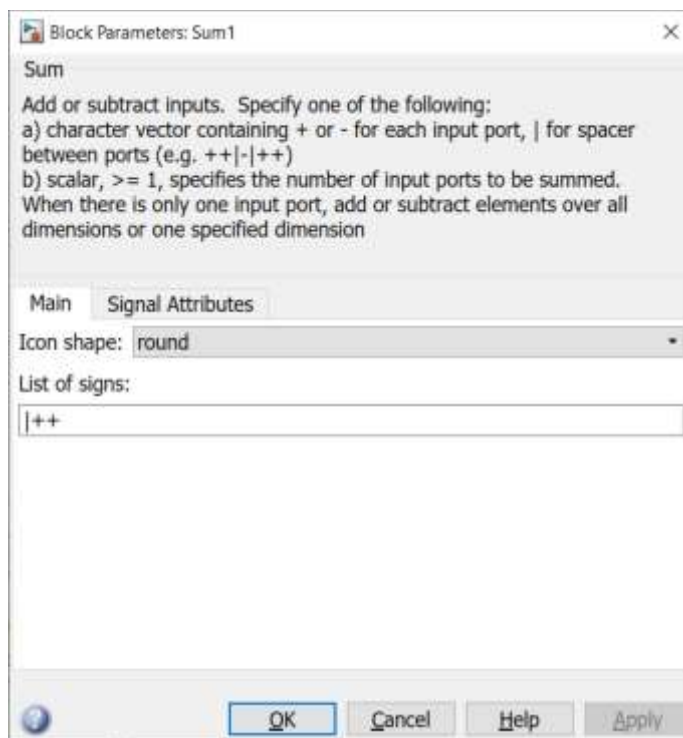 Block Parameters: Sum1
Sum
Add or subtract inputs.  Specify one of the following:
a) character vector containing + or - for each input port, | for spacer
between ports (e.g. ++|-|++)
b) scalar, >= 1, specifies the number of input ports to be summed.
When there is only one input port, add or subtract elements over all
dimensions or one specified dimension
Main Signal Attributes
Icon shape: round
List of signs:
|++
OK Cancel Help Apply